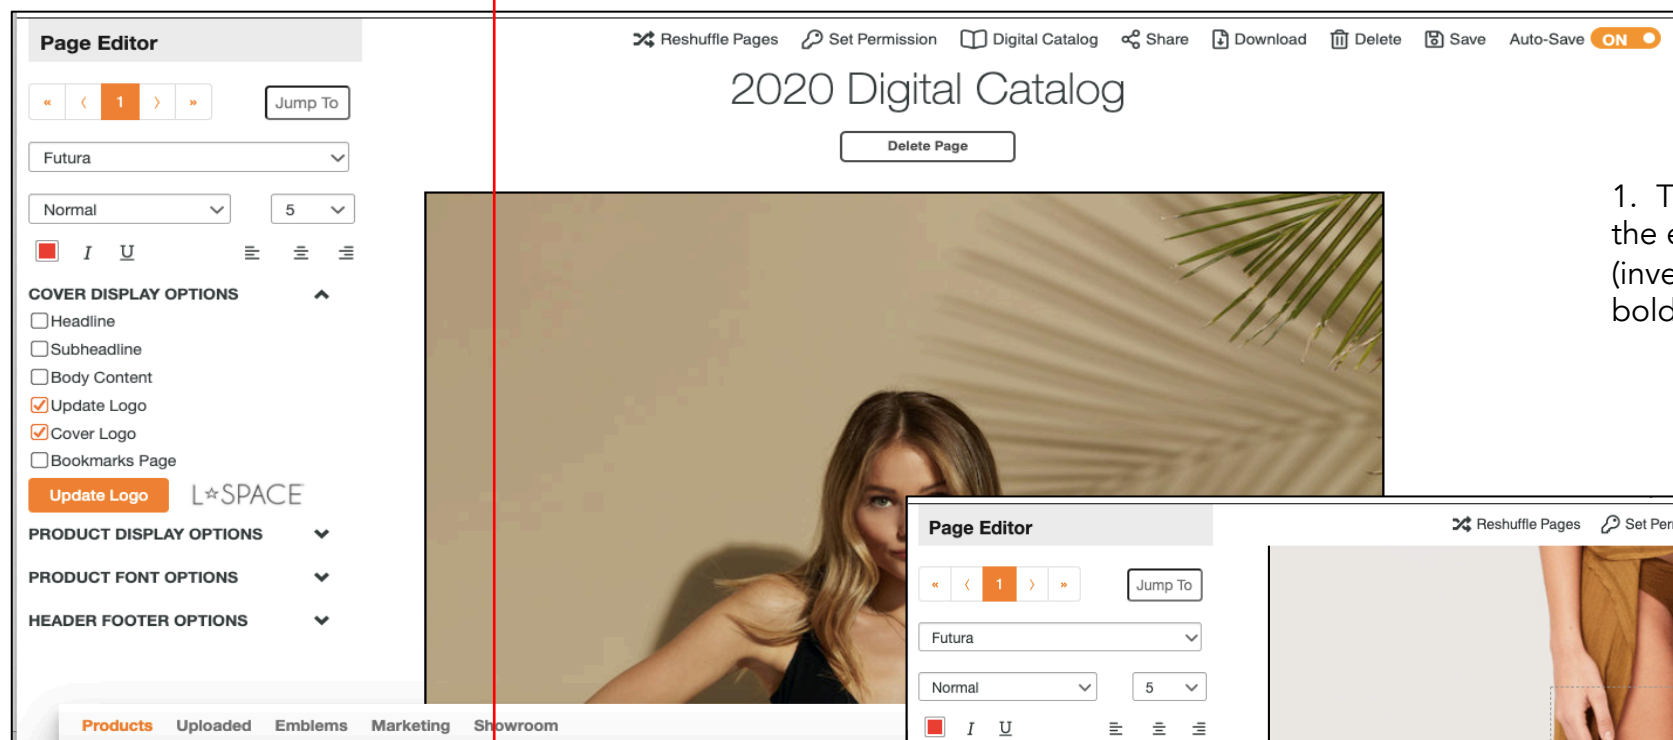 Page Editor
Reshuffle Pages Set Permission Digital Catalog Share Download Delete Save Auto-Save ON
2020 Digital Catalog
Delete Page
« ‹ 1 › » Jump To
Futura
Normal 5
I U
COVER DISPLAY OPTIONS
Headline
Subheadline
Body Content
Update Logo
Cover Logo
Bookmarks Page
Update Logo L☆SPACE
PRODUCT DISPLAY OPTIONS
PRODUCT FONT OPTIONS
HEADER FOOTER OPTIONS
Products Uploaded Emblems Marketing Showroom
1. T
the e
(inve
bold
Page Editor
Reshuffle Pages Set Per
« ‹ 1 › » Jump To
Futura
Normal 5
I U